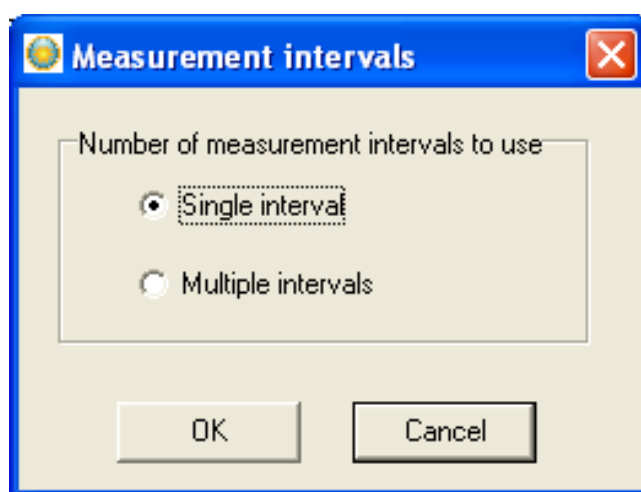 Measurement intervals
Number of measurement intervals to use
Single interval
Multiple intervals
OK
Cancel